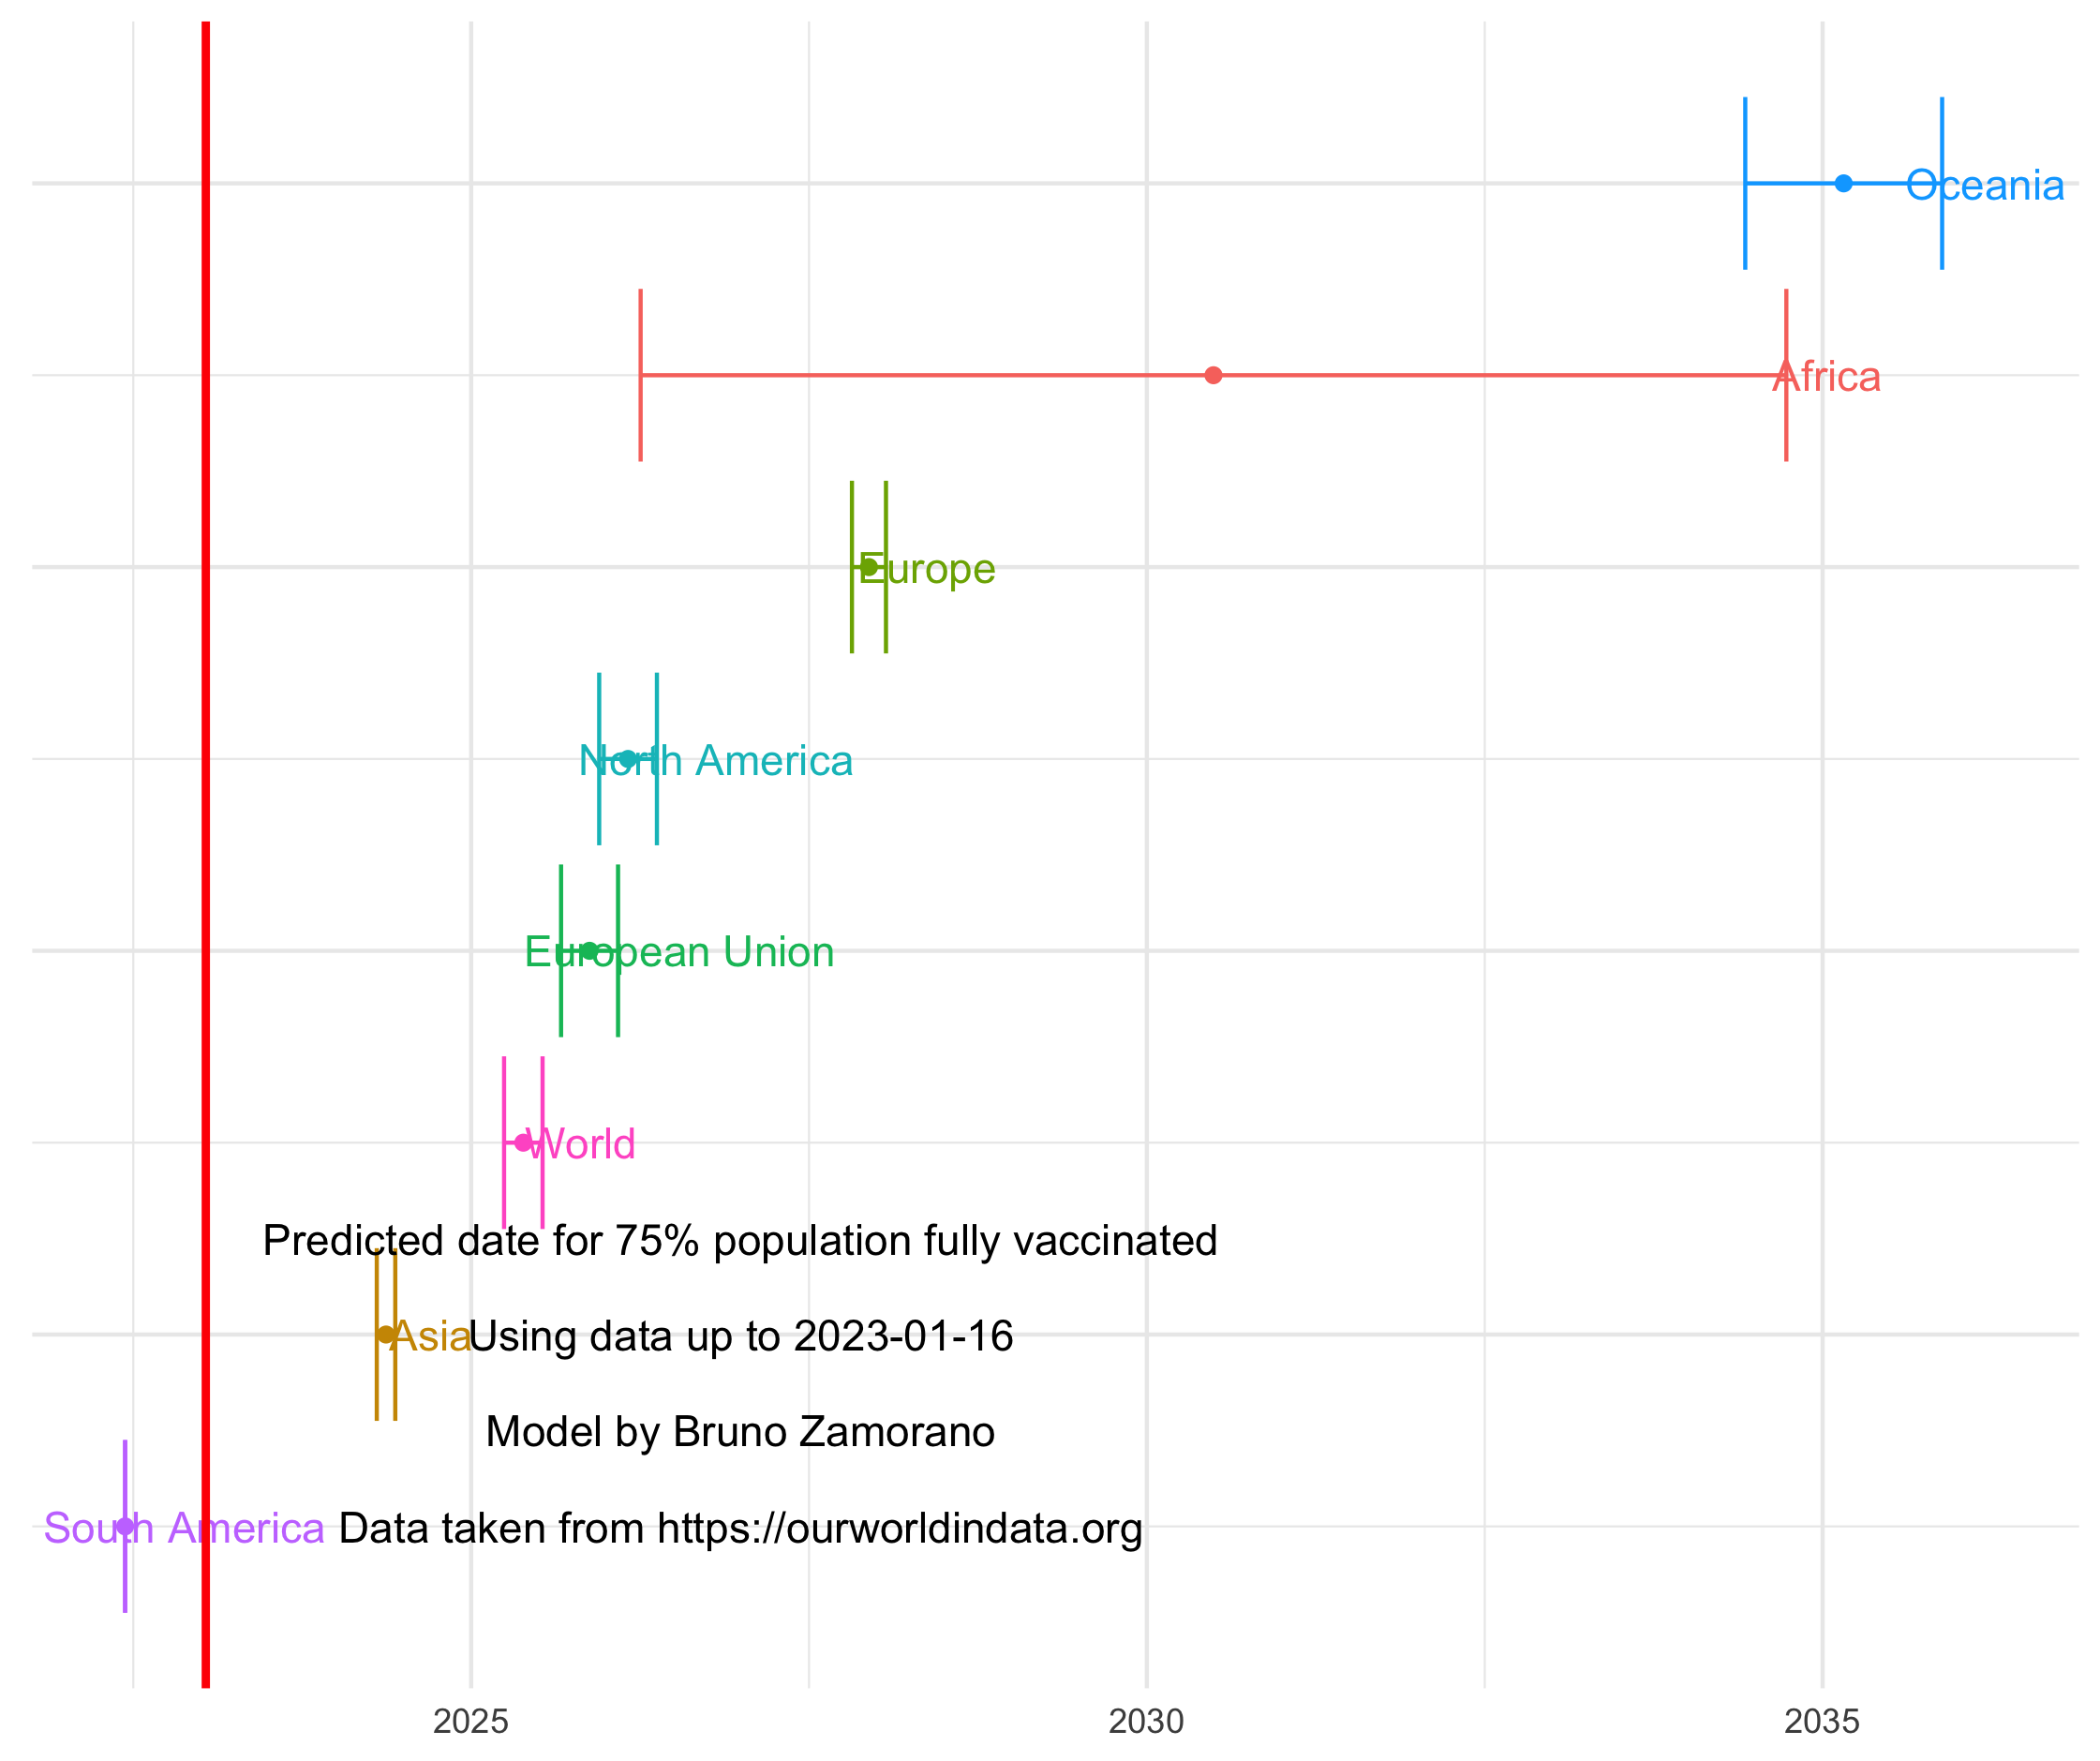 Oceania
Africa
Europe
North America
European Union
World
Predicted date for 75% population fully vaccinated
Asia
Using data up to 2023-01-16
Model by Bruno Zamorano
South America
Data taken from https://ourworldindata.org
2025
2030
2035